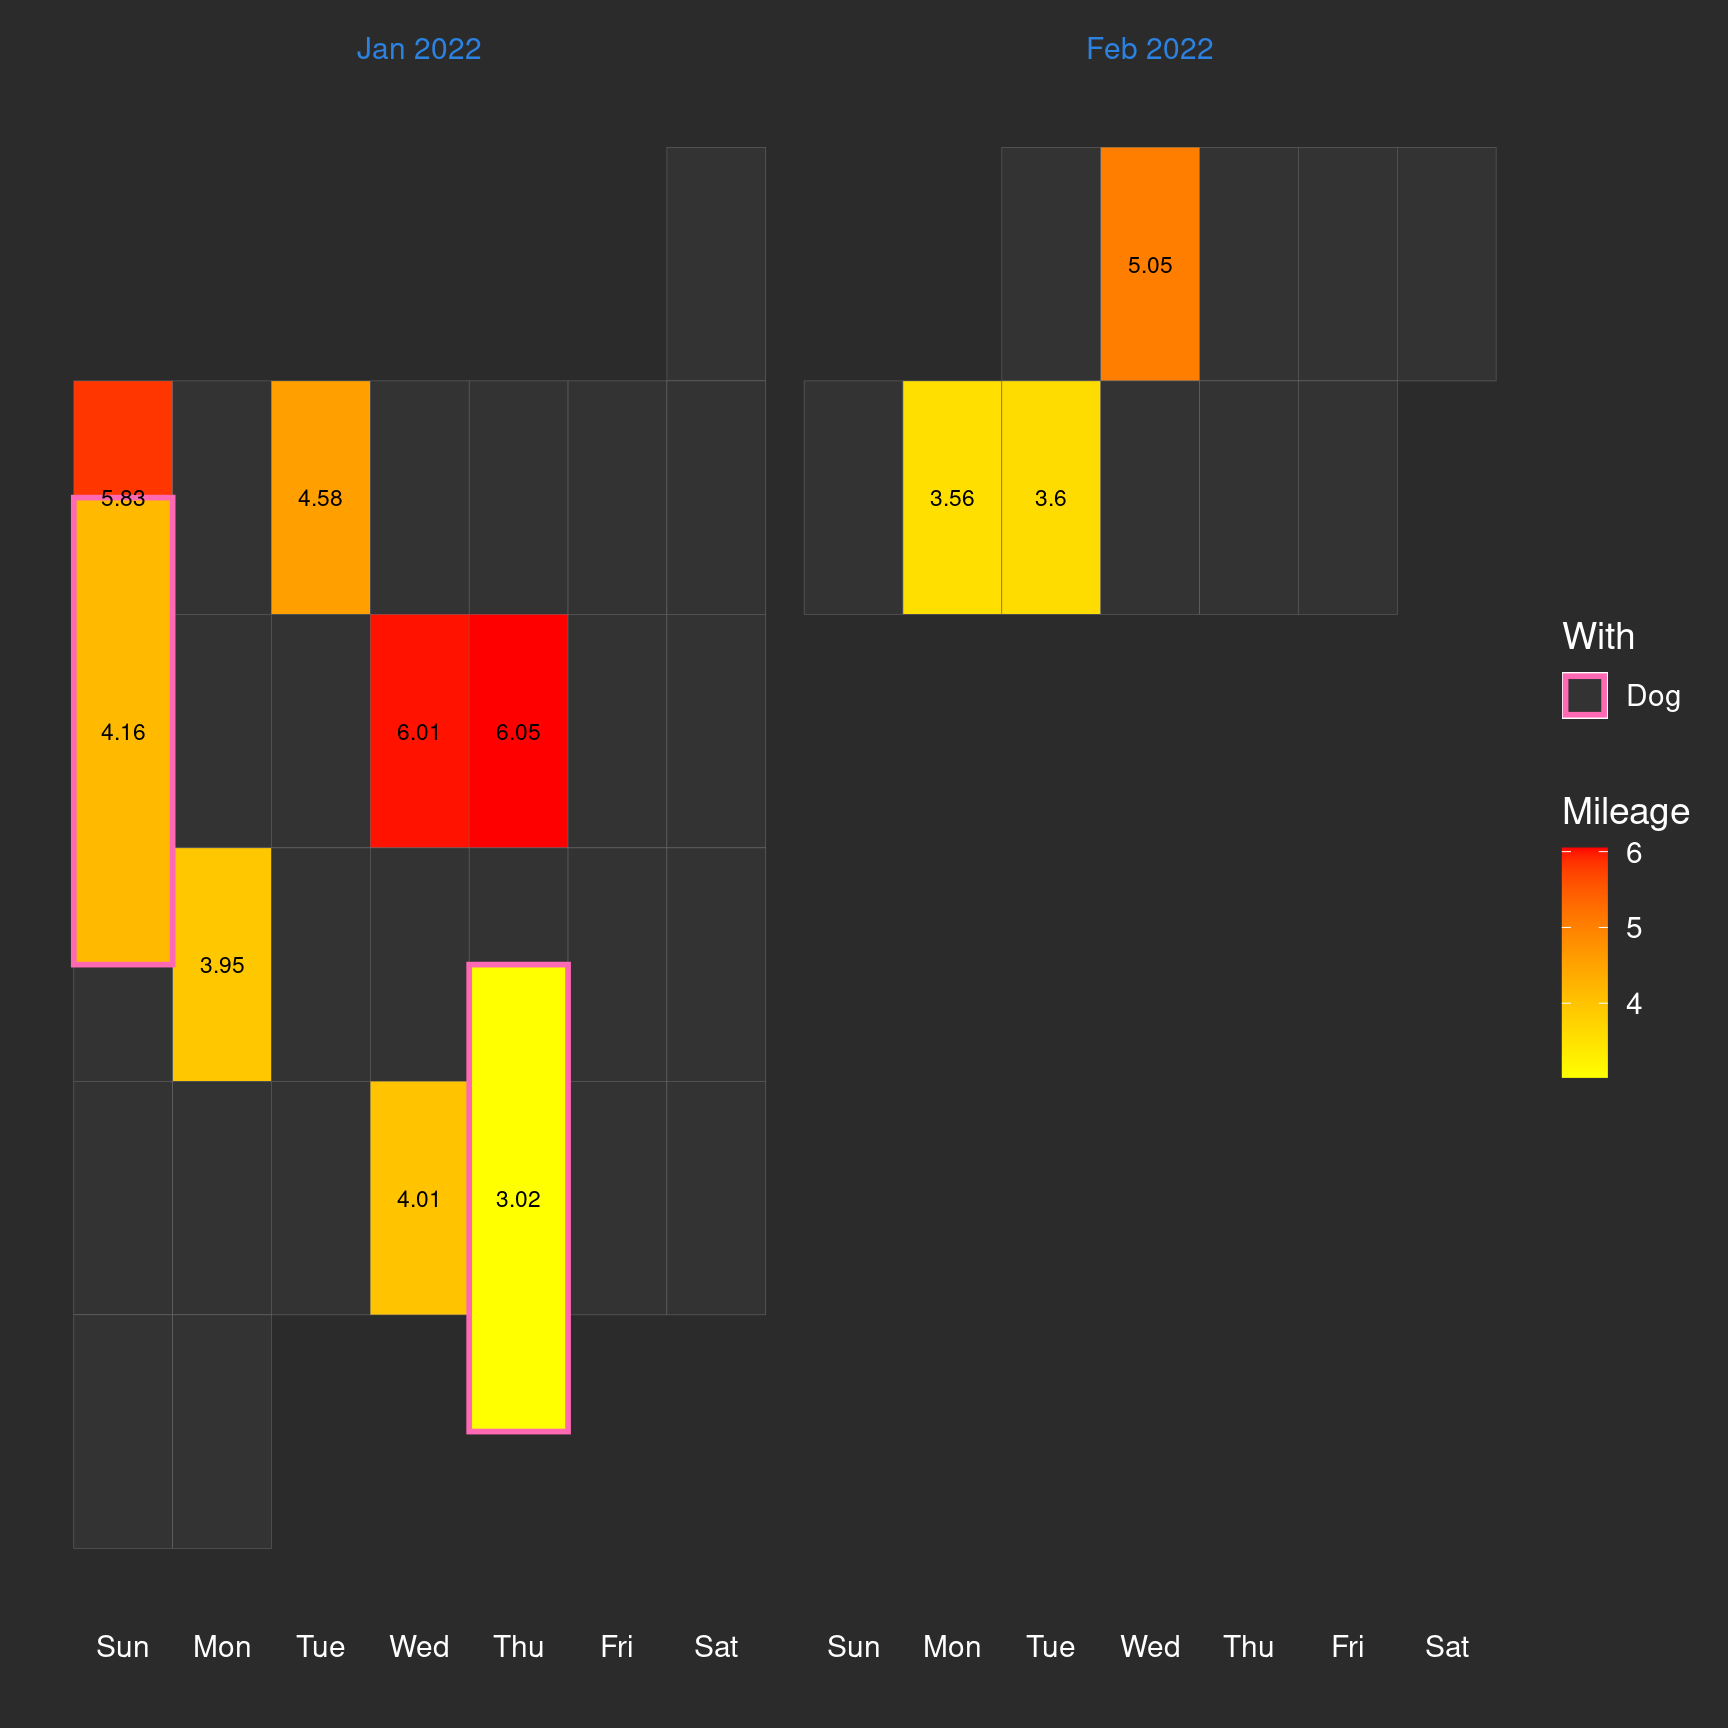 Jan 2022
Feb 2022
5.05
5.83
4.58
3.56
3.6
4.16
6.01
6.05
3.95
4.01
3.02
With
Dog
Mileage
6
5
4
Sun Mon Tue Wed Thu Fri Sat
Sun Mon Tue Wed Thu Fri Sat